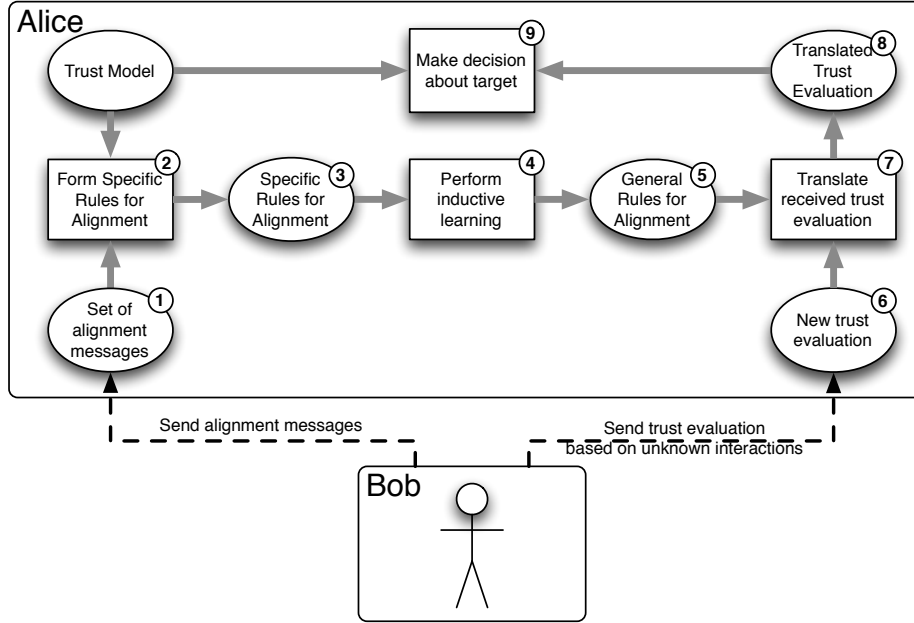 Alice
Trust Model
9
Make decision
about target
8
Translated
Trust
Evaluation
2
Form Specific
Rules for
Alignment
3
Specific
Rules for
Alignment
4
Perform
inductive
learning
5
General
Rules for
Alignment
7
Translate
received trust
evaluation
1
Set of
alignment
messages
6
New trust
evaluation
Send alignment messages
Send trust evaluation
based on unknown interactions
Bob